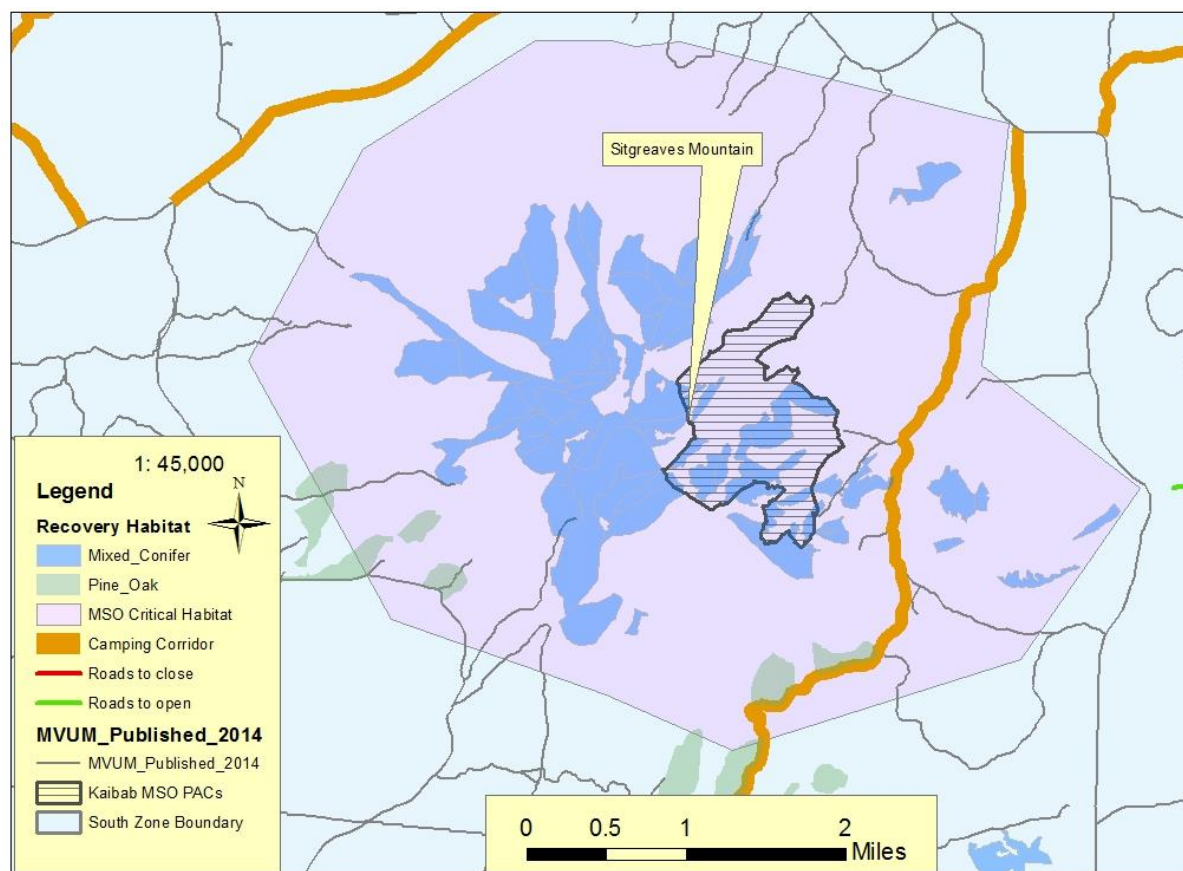 Sitgreaves Mountain
1: 45,000
Legend
N
Recovery Habitat
Mixed_Conifer
Pine_Oak
MSO Critical Habitat
Camping Corridor
Roads to close
Roads to open
MVUM_Published_2014
MVUM_Published_2014
Kaibab MSO PACs
South Zone Boundary
0 0.5 1 2
Miles